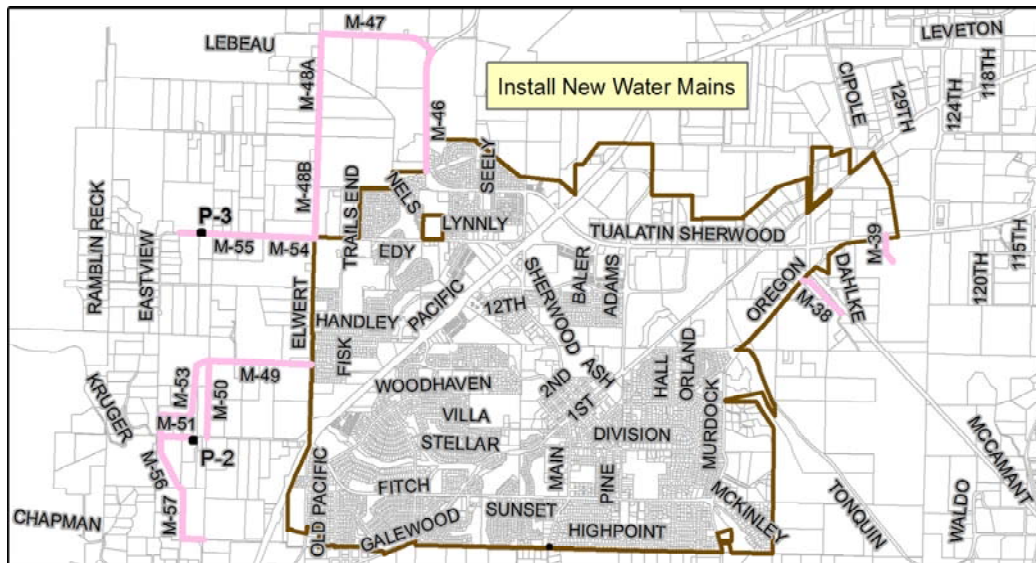 M-47
LEBEAU
LEVETON
Install New Water Mains
M-48A
M-46
CIPOLE
129TH
124TH
118TH
SEELY
NELS
TRAILS END
M-48B
LYNNLY
P-3
TUALATIN SHERWOOD
M-55
M-54
EDY
M-39
RAMBLIN RECK
EASTVIEW
ELWERT
PACIFIC
SHERWOOD
BALER
ADAMS
OREGON
DAHLKE
120TH
115TH
12TH
M-38
HANDLEY
FISK
ASH
2ND
1ST
HALL
ORLAND
M-49
M-53
M-50
WOODHAVEN
KRUGER
VILLA
M-51
STELLAR
DIVISION
MURDOCK
P-2
MCCAMANT
M-56
MAIN
PINE
FITCH
M-57
OLD PACIFIC
SUNSET
MCKINLEY
TONQUIN
WALDO
CHAPMAN
GALEWOOD
HIGHPOINT